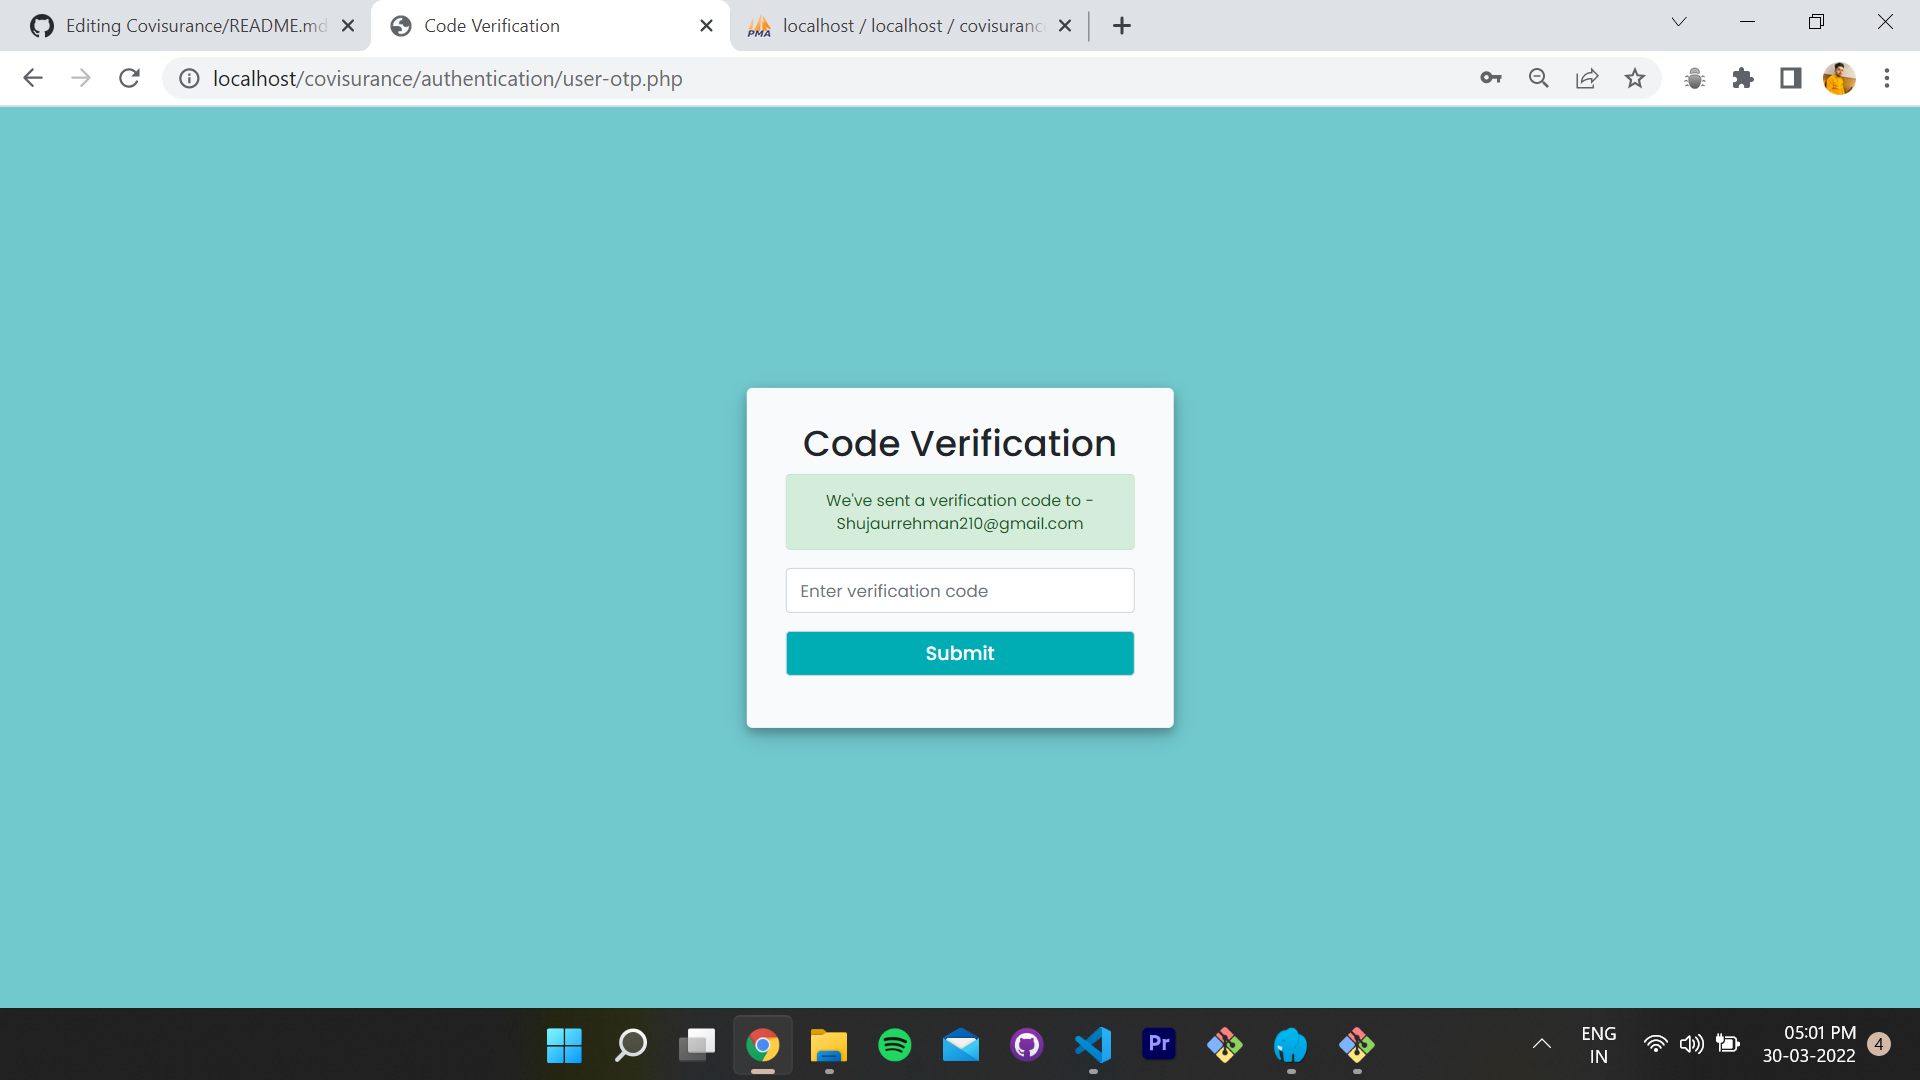 Editing Covisurance/README.md
Code Verification
PMA
localhost / localhost / covisuranc
localhost/covisurance/authentication/user-otp.php
Code Verification
We've sent a verification code to -
Shujaurrehman210@gmail.com
Enter verification code
Submit
Pr
ENG
IN
05:01 PM
30-03-2022
4